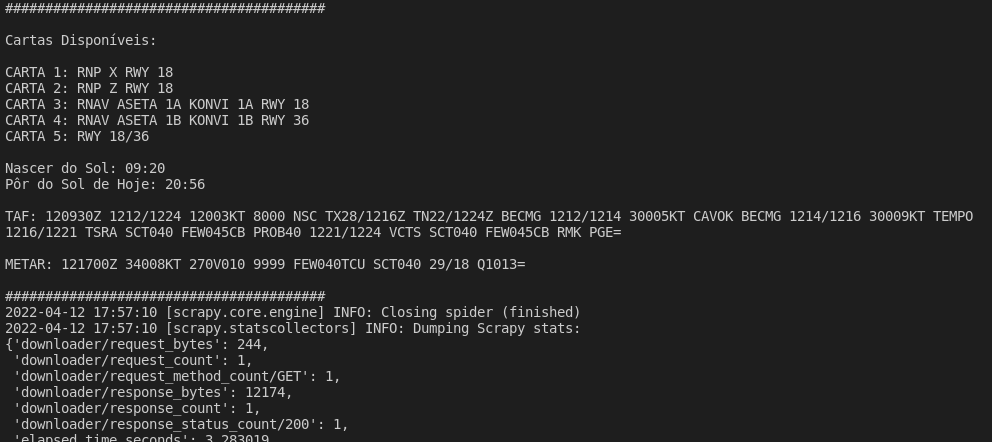 ########################################
Cartas Disponíveis:
CARTA 1: RNP X RWY 18
CARTA 2: RNP Z RWY 18
CARTA 3: RNAV ASETA 1A KONVI 1A RWY 18
CARTA 4: RNAV ASETA 1B KONVI 1B RWY 36
CARTA 5: RWY 18/36
Nascer do Sol: 09:20
Pôr do Sol de Hoje: 20:56
TAF: 120930Z 1212/1224 12003KT 8000 NSC TX28/1216Z TN22/1224Z BECMG 1212/1214 30005KT CAVOK BECMG 1214/1216 30009KT TEMPO
1216/1221 TSRA SCT040 FEW045CB PROB40 1221/1224 VCTS SCT040 FEW045CB RMK PGE=
METAR: 121700Z 34008KT 270V010 9999 FEW040TCU SCT040 29/18 Q1013=
########################################
2022-04-12 17:57:10 [scrapy.core.engine] INFO: Closing spider (finished)
2022-04-12 17:57:10 [scrapy.statscollectors] INFO: Dumping Scrapy stats:
{'downloader/request_bytes': 244,
'downloader/request_count': 1,
'downloader/request_method_count/GET': 1,
'downloader/response_bytes': 12174,
'downloader/response_count': 1,
'downloader/response_status_count/200': 1,
'elapsed_time_seconds': 3.283019,